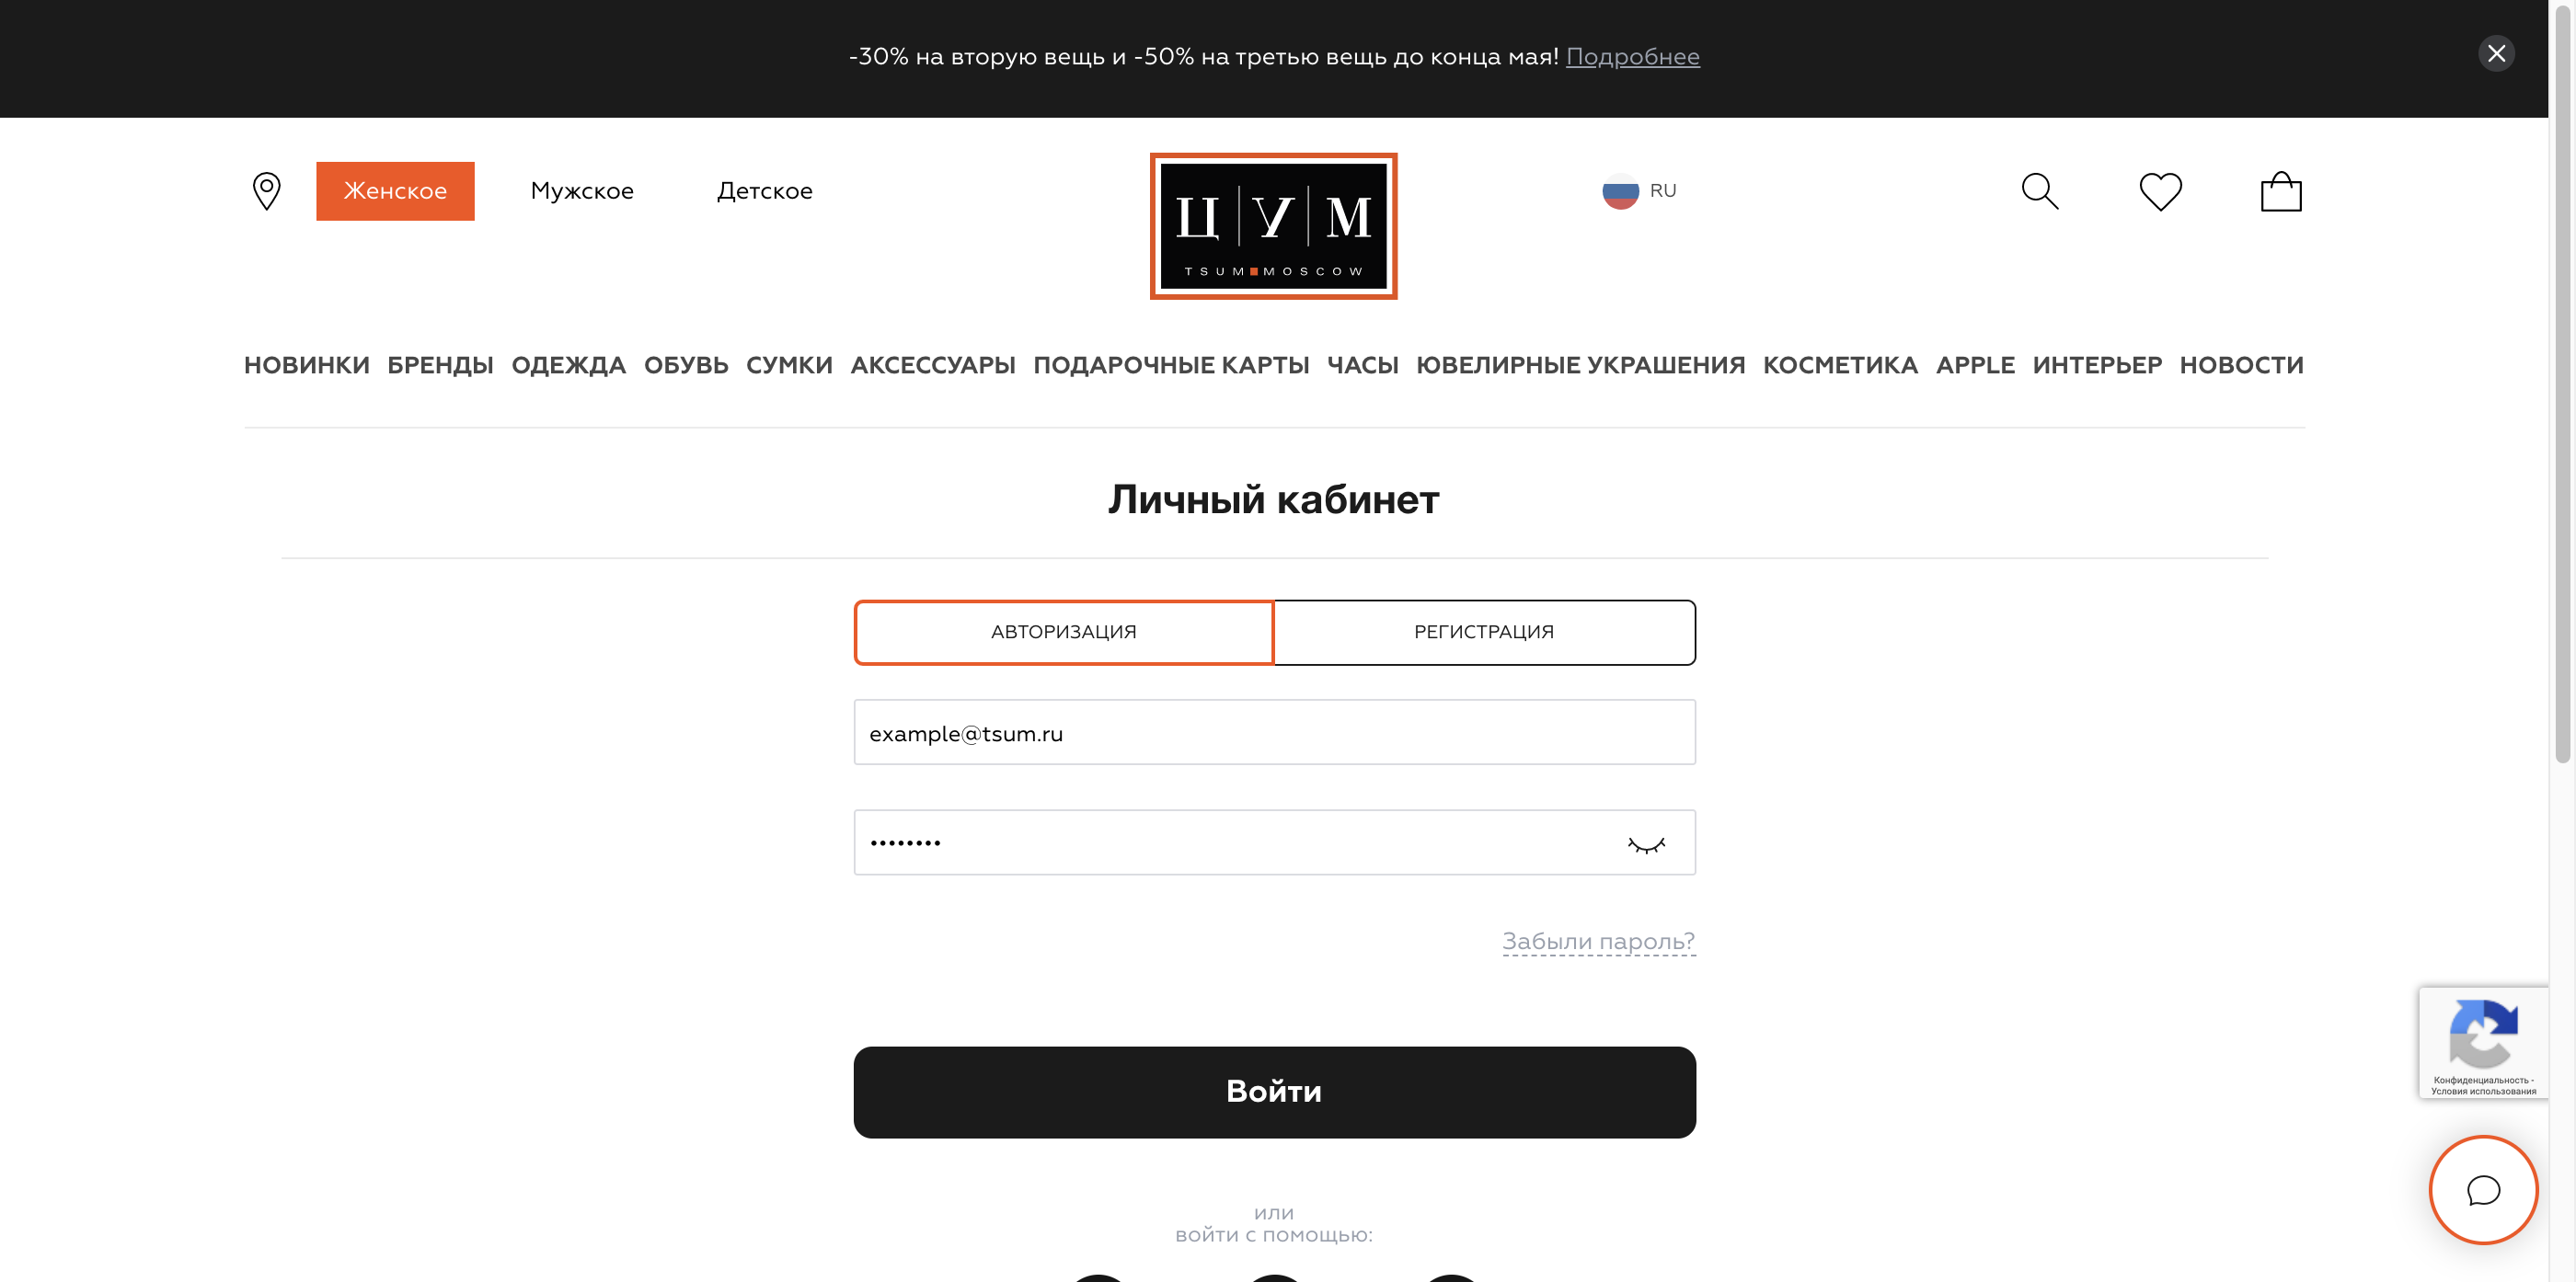 -30% на вторую вещь и -50% на третью вещь до конца мая! Подробнее
Женское Мужское Детское
Ц У М
TSUM MOSCOW
RU
НОВИНКИ БРЕНДЫ ОДЕЖДА ОБУВЬ СУМКИ АКСЕССУАРЫ ПОДАРОЧНЫЕ КАРТЫ ЧАСЫ ЮВЕЛИРНЫЕ УКРАШЕНИЯ КОСМЕТИКА APPLE ИНТЕРЬЕР НОВОСТИ
Личный кабинет
АВТОРИЗАЦИЯ РЕГИСТРАЦИЯ
example@tsum.ru
••••••••
Забыли пароль?
Войти
или
войти с помощью:
Конфиденциальность -
Условия использования